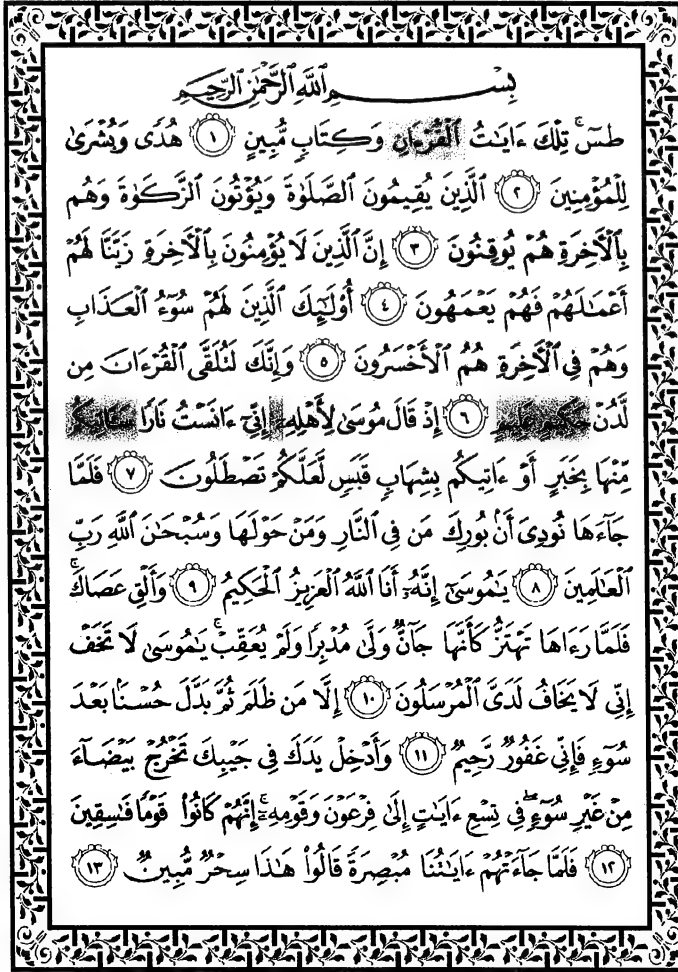 بِسْمِ ٱللَّهِ ٱلرَّحْمَٰنِ ٱلرَّحِيمِ
طسٓ ۚ تِلْكَ ءَايَٰتُ ٱلْقُرْءَانِ وَكِتَابٍ مُّبِينٍ ١ هُدًى وَبُشْرَىٰ
لِلْمُؤْمِنِينَ ٢ ٱلَّذِينَ يُقِيمُونَ ٱلصَّلَوٰةَ وَيُؤْتُونَ ٱلزَّكَوٰةَ وَهُم
بِٱلْأَخِرَةِ هُمْ يُوقِنُونَ ٣ إِنَّ ٱلَّذِينَ لَا يُؤْمِنُونَ بِٱلْأَخِرَةِ زَيَّنَّا لَهُمْ
أَعْمَٰلَهُمْ فَهُمْ يَعْمَهُونَ ٤ أُوْلَٰٓئِكَ ٱلَّذِينَ لَهُمْ سُوٓءُ ٱلْعَذَابِ
وَهُمْ فِى ٱلْأَخِرَةِ هُمُ ٱلْأَخْسَرُونَ ٥ وَإِنَّكَ لَتُلَقَّى ٱلْقُرْءَانَ مِن
لَّدُنْ حَكِيمٍ عَلِيمٍ ٦ إِذْ قَالَ مُوسَىٰ لِأَهْلِهِۦٓ إِنِّىٓ ءَانَسْتُ نَارًا سَـَٔاتِيكُم
مِّنْهَا بِخَبَرٍ أَوْ ءَاتِيكُم بِشِهَابٍ قَبَسٍ لَّعَلَّكُمْ تَصْطَلُونَ ٧ فَلَمَّا
جَآءَهَا نُودِىَ أَنۢ بُورِكَ مَن فِى ٱلنَّارِ وَمَنْ حَوْلَهَا وَسُبْحَٰنَ ٱللَّهِ رَبِّ
ٱلْعَٰلَمِينَ ٨ يَٰمُوسَىٰٓ إِنَّهُۥٓ أَنَا ٱللَّهُ ٱلْعَزِيزُ ٱلْحَكِيمُ ٩ وَأَلْقِ عَصَاكَ ۚ
فَلَمَّا رَءَاهَا تَهْتَزُّ كَأَنَّهَا جَآنٌّ وَلَّىٰ مُدْبِرًا وَلَمْ يُعَقِّبْ ۚ يَٰمُوسَىٰ لَا تَخَفْ
إِنِّى لَا يَخَافُ لَدَىَّ ٱلْمُرْسَلُونَ ١٠ إِلَّا مَن ظَلَمَ ثُمَّ بَدَّلَ حُسْنًۢا بَعْدَ
سُوٓءٍ فَإِنِّى غَفُورٌ رَّحِيمٌ ١١ وَأَدْخِلْ يَدَكَ فِى جَيْبِكَ تَخْرُجْ بَيْضَآءَ
مِنْ غَيْرِ سُوٓءٍ ۖ فِى تِسْعِ ءَايَٰتٍ إِلَىٰ فِرْعَوْنَ وَقَوْمِهِۦٓ ۚ إِنَّهُمْ كَانُوا۟ قَوْمًا فَٰسِقِينَ
١٢ فَلَمَّا جَآءَتْهُمْ ءَايَٰتُنَا مُبْصِرَةً قَالُوا۟ هَٰذَا سِحْرٌ مُّبِينٌ ١٣